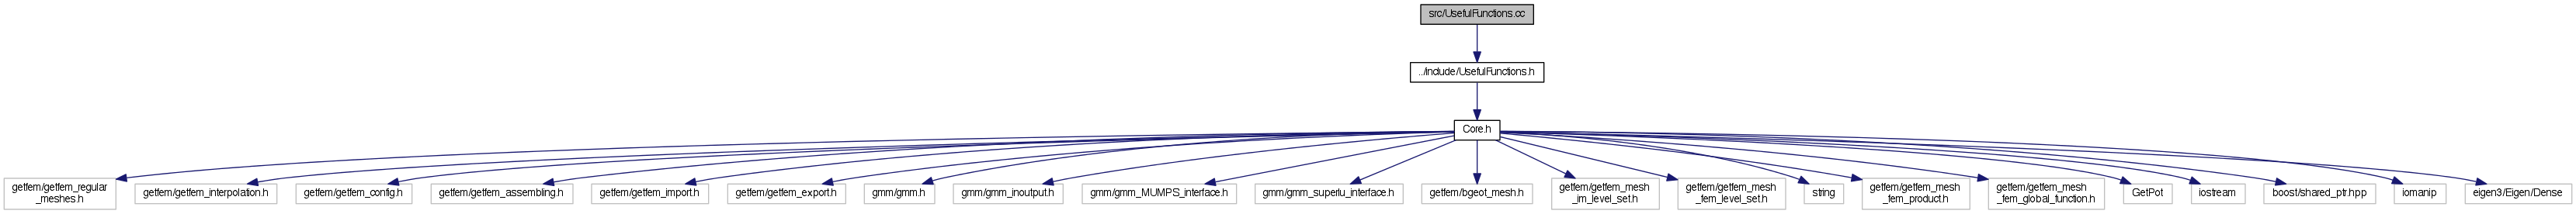 src/UsefulFunctions.cc
../include/UsefulFunctions.h
Core.h
getfem/getfem_regular
_meshes.h
getfem/getfem_interpolation.h
getfem/getfem_config.h
getfem/getfem_assembling.h
getfem/getfem_import.h
getfem/getfem_export.h
gmm/gmm.h
gmm/gmm_inoutput.h
gmm/gmm_MUMPS_interface.h
gmm/gmm_superlu_interface.h
getfem/bgeot_mesh.h
getfem/getfem_mesh
_im_level_set.h
getfem/getfem_mesh
_fem_level_set.h
string
getfem/getfem_mesh
_fem_product.h
getfem/getfem_mesh
_fem_global_function.h
GetPot
iostream
boost/shared_ptr.hpp
iomanip
eigen3/Eigen/Dense